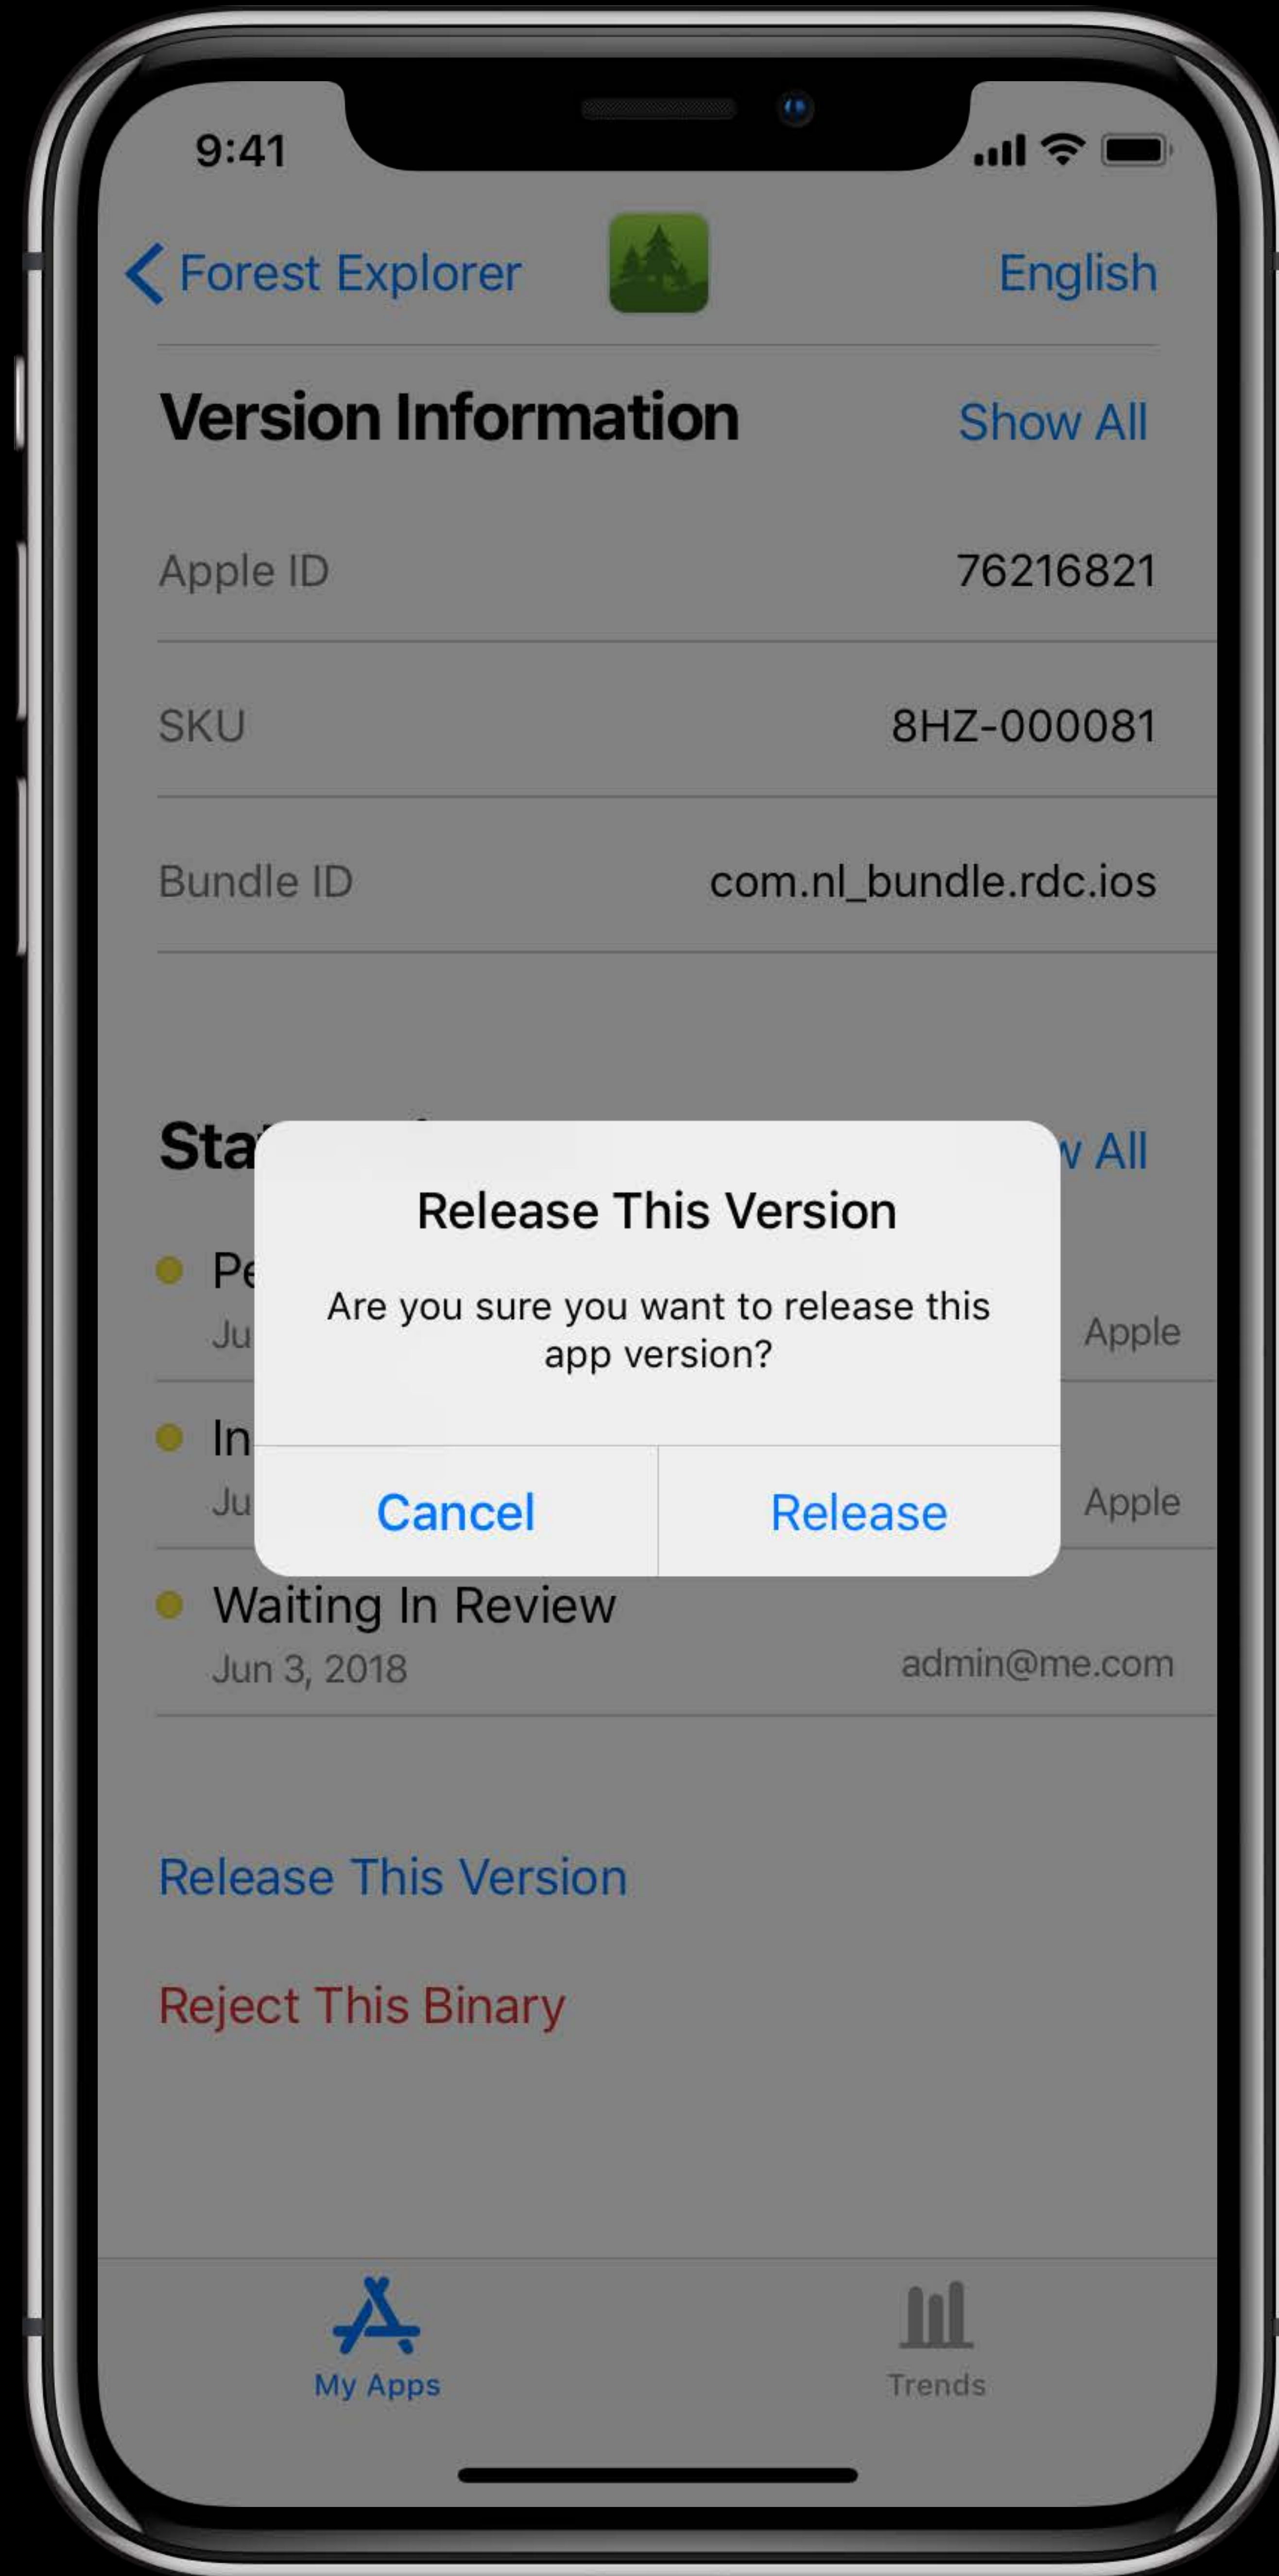 9:41
Forest Explorer
English
Version Information
Show All
Apple ID
76216821
SKU
8HZ-000081
Bundle ID
com.nl_bundle.rdc.ios
All
Release This Version
Are you sure you want to release this
app version?
Apple
Cancel
Release
Apple
Waiting In Review
Jun 3, 2018
admin@me.com
Release This Version
Reject This Binary
My Apps
Trends